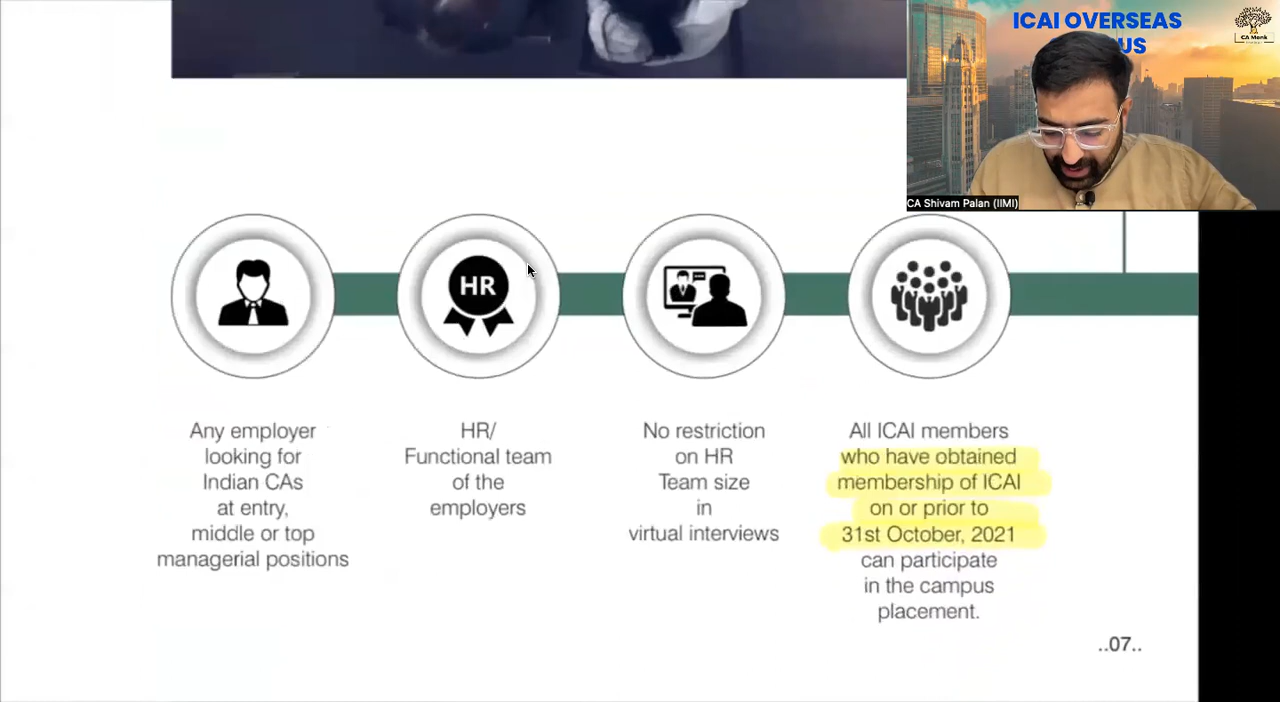 ICAI OVERSEAS
US
CA Monk
CA Shivam Palan (IIMI)
HR
Any employer
looking for
Indian CAs
at entry,
middle or top
managerial positions
HR/
Functional team
of the
employers
No restriction
on HR
Team size
in
virtual interviews
All ICAI members
who have obtained
membership of ICAI
on or prior to
31st October, 2021
can participate
in the campus
placement.
..07..